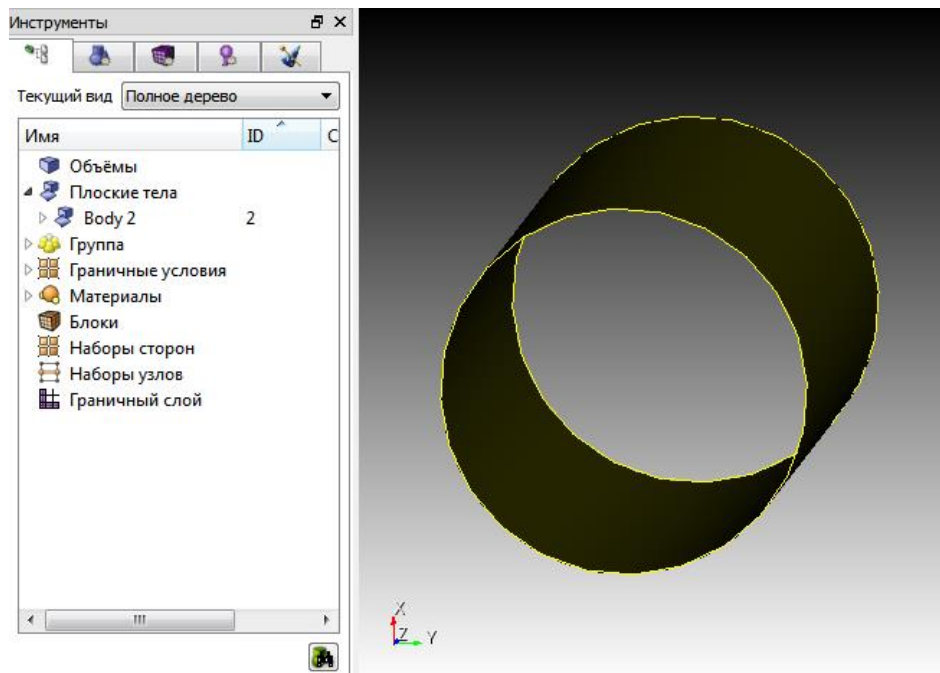 Инструменты
Текущий вид Полное дерево
Имя ID С
Объёмы
Плоские тела
Body 2 2
Группа
Граничные условия
Материалы
Блоки
Наборы сторон
Наборы узлов
Граничный слой
X
Z Y